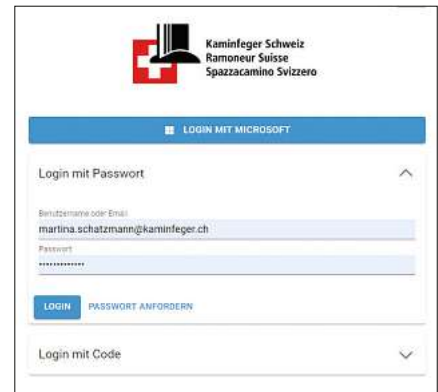 Kaminfeger Schweiz
Ramoneur Suisse
Spazzacamino Svizzero
LOGIN MIT MICROSOFT
Login mit Passwort
Benutzername oder Email
martina.schatzmann@kaminfeger.ch
Passwort
•••••••••••••
LOGIN PASSWORT ANFORDERN
Login mit Code